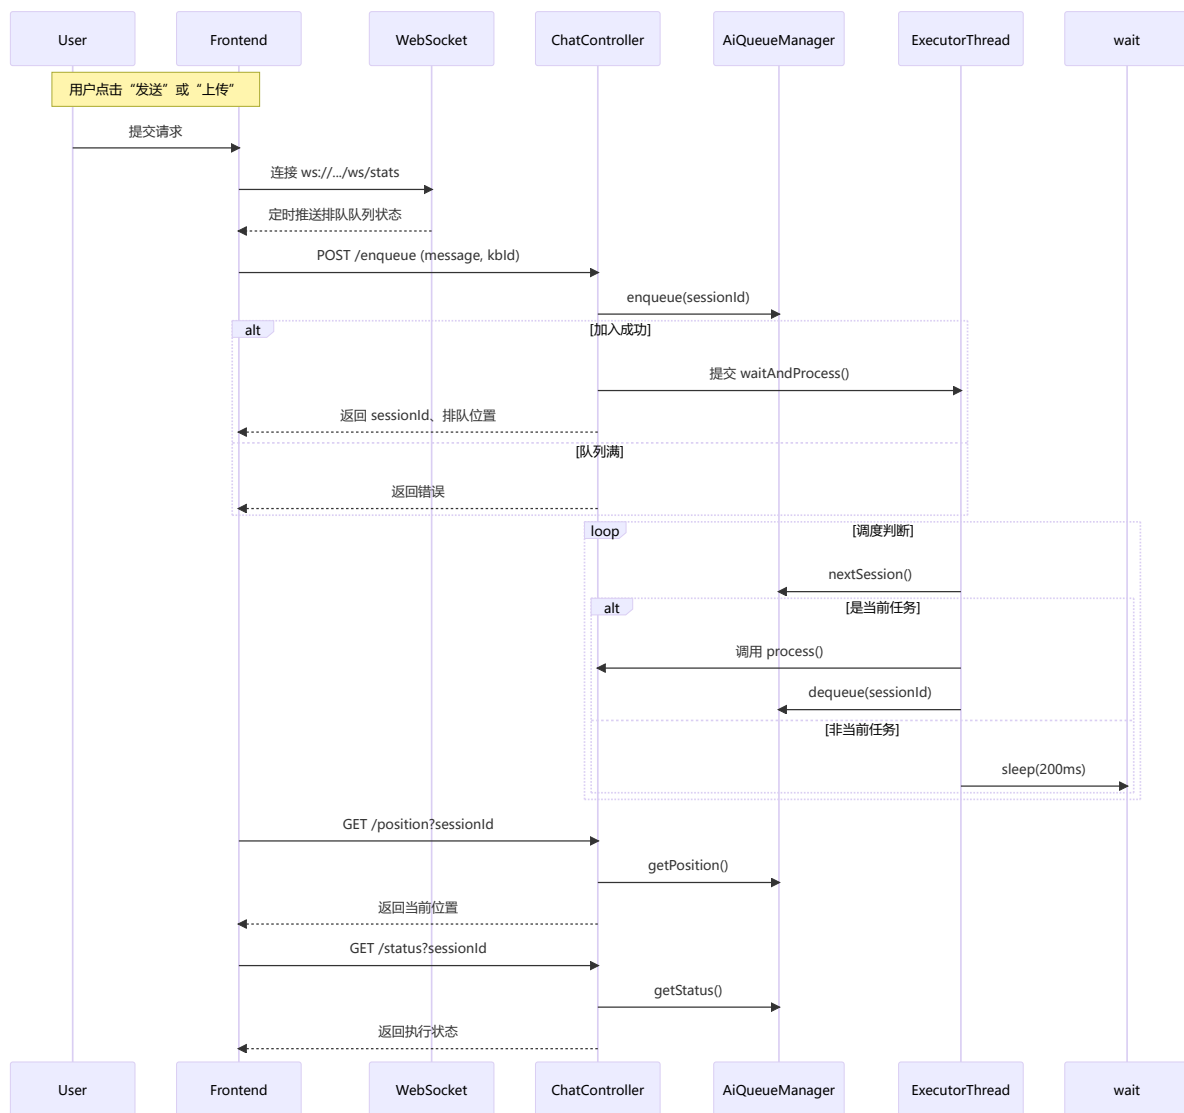 User
Frontend
WebSocket
ChatController
AiQueueManager
ExecutorThread
wait
用户点击“发送”或“上传”
提交请求
连接 ws://.../ws/stats
定时推送排队队列状态
POST /enqueue (message, kbId)
enqueue(sessionId)
alt
[加入成功]
提交 waitAndProcess()
返回 sessionId、排队位置
[队列满]
返回错误
loop
[调度判断]
nextSession()
alt
[是当前任务]
调用 process()
dequeue(sessionId)
[非当前任务]
sleep(200ms)
GET /position?sessionId
getPosition()
返回当前位置
GET /status?sessionId
getStatus()
返回执行状态
User
Frontend
WebSocket
ChatController
AiQueueManager
ExecutorThread
wait